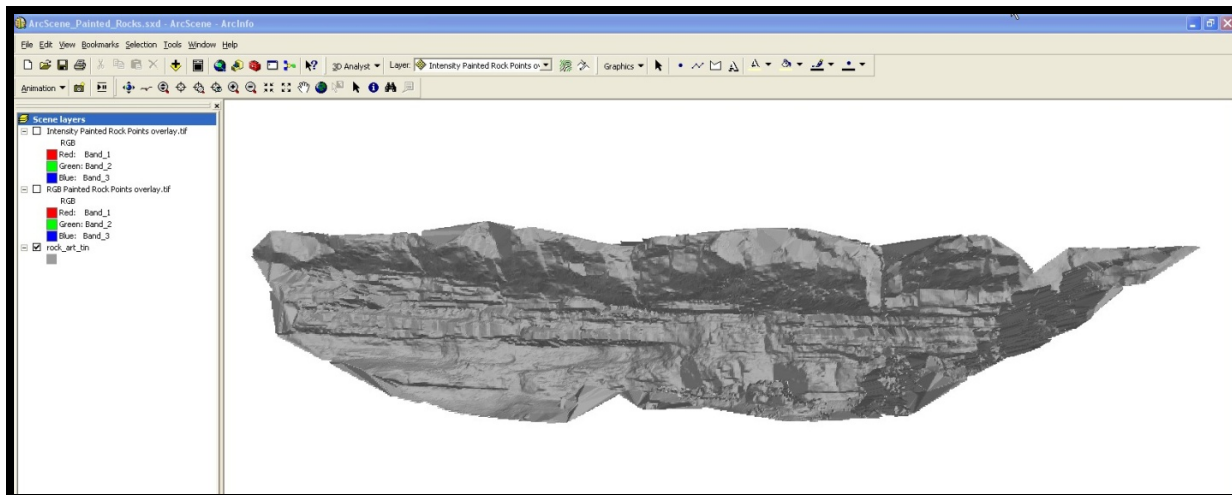 ArcScene_Painted_Rocks.sxd - ArcScene - ArcInfo
File Edit View Bookmarks Selection Tools Window Help
3D Analyst Layer: Intensity Painted Rock Points ov Graphics
Animation
Scene layers
Intensity Painted Rock Points overlay.tif
RGB
Red: Band_1
Green: Band_2
Blue: Band_3
RGB Painted Rock Points overlay.tif
RGB
Red: Band_1
Green: Band_2
Blue: Band_3
rock_art_tin